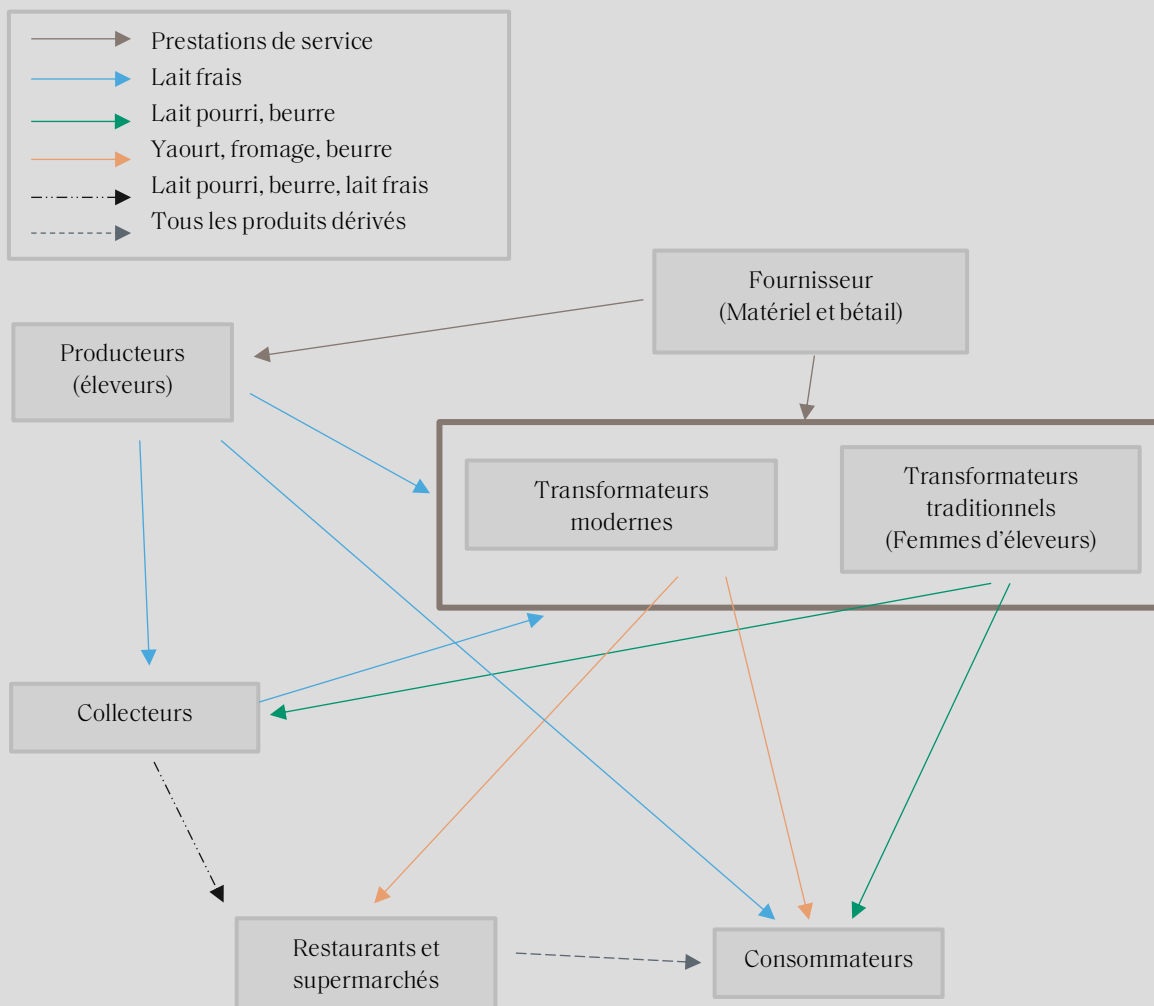 Prestations de service
Lait frais
Lait pourri, beurre
Yaourt, fromage, beurre
Lait pourri, beurre, lait frais
Tous les produits dérivés
Fournisseur
(Matériel et bétail)
Producteurs
(éleveurs)
Transformateurs
modernes
Transformateurs
traditionnels
(Femmes d’éleveurs)
Collecteurs
Restaurants et
supermarchés
Consommateurs